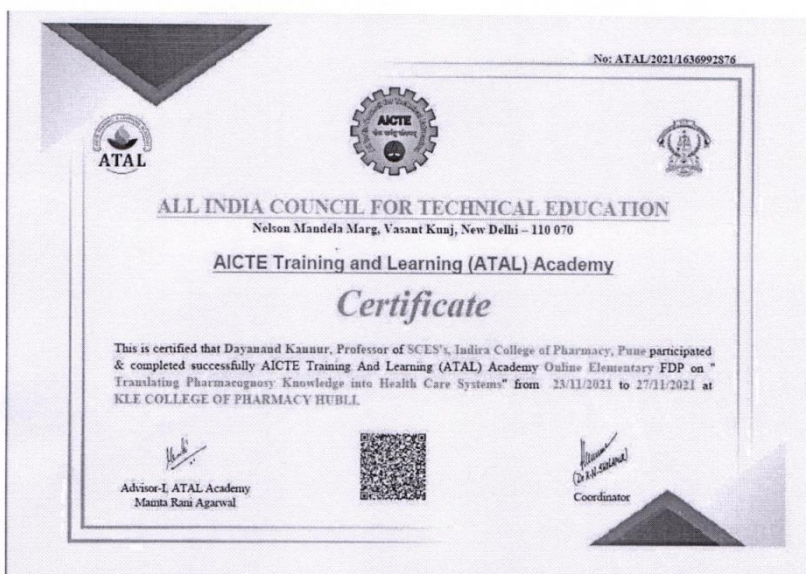 No: ATAL/2021/1636992876
ATAL
AICTE
ALL INDIA COUNCIL FOR TECHNICAL EDUCATION
Nelson Mandela Marg, Vasant Kunj, New Delhi – 110 070
AICTE Training and Learning (ATAL) Academy
Certificate
This is certified that Dayanand Kannur, Professor of SCES's, Indira College of Pharmacy, Pune participated
& completed successfully AICTE Training And Learning (ATAL) Academy Online Elementary FDP on "
Translating Pharmacognosy Knowledge into Health Care Systems" from 23/11/2021 to 27/11/2021 at
KLE COLLEGE OF PHARMACY HUBLI.
Advisor-I, ATAL Academy
Mamta Rani Agarwal
Coordinator